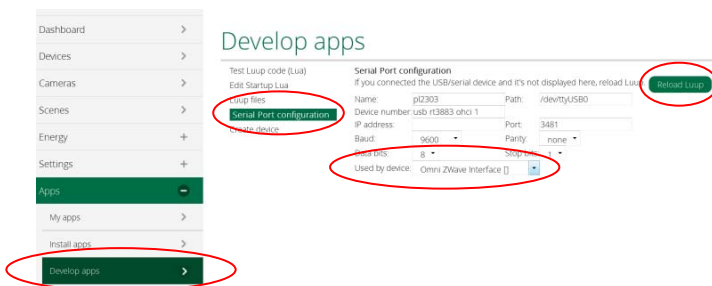 Dashboard
Devices
Cameras
Scenes
Energy
Settings
Apps
My apps
Install apps
Develop apps
Develop apps
Test Luup code (Lua)
Edit Startup Lua
Luup files
Serial Port configuration
Create device
Serial Port configuration
If you connected the USB/serial device and it's not displayed here, reload Luup
Reload Luup
Name: pl2303 Path: /dev/ttyUSB0
Device number usb rt3883 ohci 1
IP address: Port: 3481
Baud: 9600 Parity: none
Data bits: 8 Stop bits: 1
Used by device: Omni ZWave Interface []